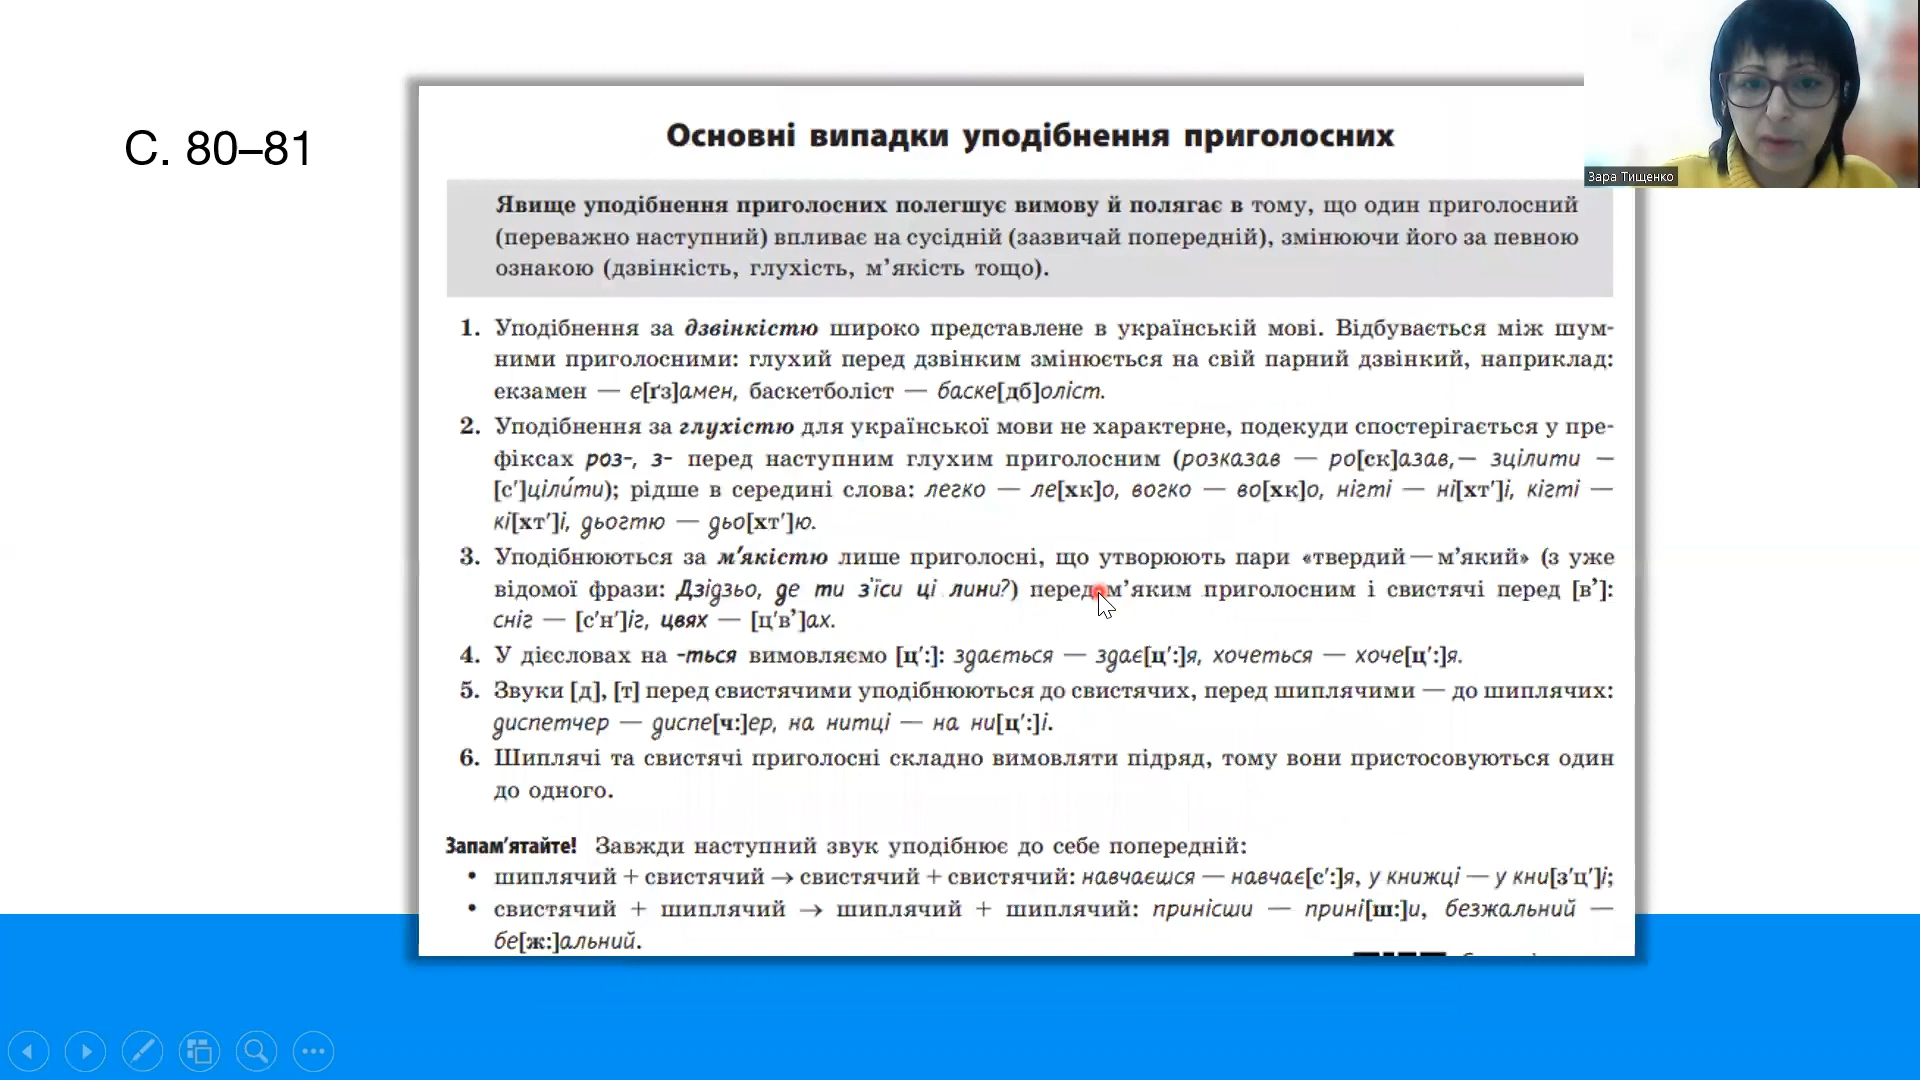 С. 80–81
Основні випадки уподібнення приголосних
Зара Тищенко
Явище уподібнення приголосних полегшує вимову й полягає в тому, що один приголосний
(переважно наступний) впливає на сусідній (зазвичай попередній), змінюючи його за певною
ознакою (дзвінкість, глухість, м’якість тощо).
1. Уподібнення за дзвінкістю широко представлене в українській мові. Відбувається між шум-
ними приголосними: глухий перед дзвінким змінюється на свій парний дзвінкий, наприклад:
екзамен — е[ґз]амен, баскетболіст — баске[дб]оліст.
2. Уподібнення за глухістю для української мови не характерне, подекуди спостерігається у пре-
фіксах роз-, з- перед наступним глухим приголосним (розказав — ро[ск]азав,— зцілити —
[с′]ціли́ти); рідше в середині слова: легко — ле[хк]о, вогко — во[хк]о, нігті — ні[хт′]і, кігті —
кі[хт′]і, дьогтю — дьо[хт′]ю.
3. Уподібнюються за м′якістю лише приголосні, що утворюють пари «твердий — м’який» (з уже
відомої фрази: Дзідзьо, де ти з’їси ці лини?) перед м’яким приголосним і свистячі перед [в’]:
сніг — [с′н′]іг, цвях — [ц′в’]ах.
4. У дієсловах на -ться вимовляємо [ц′:]: здається — здає[ц′:]я, хочеться — хоче[ц′:]я.
5. Звуки [д], [т] перед свистячими уподібнюються до свистячих, перед шиплячими — до шиплячих:
диспетчер — диспе[ч:]ер, на нитці — на ни[ц′:]і.
6. Шиплячі та свистячі приголосні складно вимовляти підряд, тому вони пристосовуються один
до одного.
Запам’ятайте! Завжди наступний звук уподібнює до себе попередній:
• шиплячий + свистячий → свистячий + свистячий: навчаєшся — навчає[с′:]я, у книжці — у кни[з′ц′]і;
• свистячий + шиплячий → шиплячий + шиплячий: принісши — прині[ш:]и, безжальний —
бе[ж:]альний.